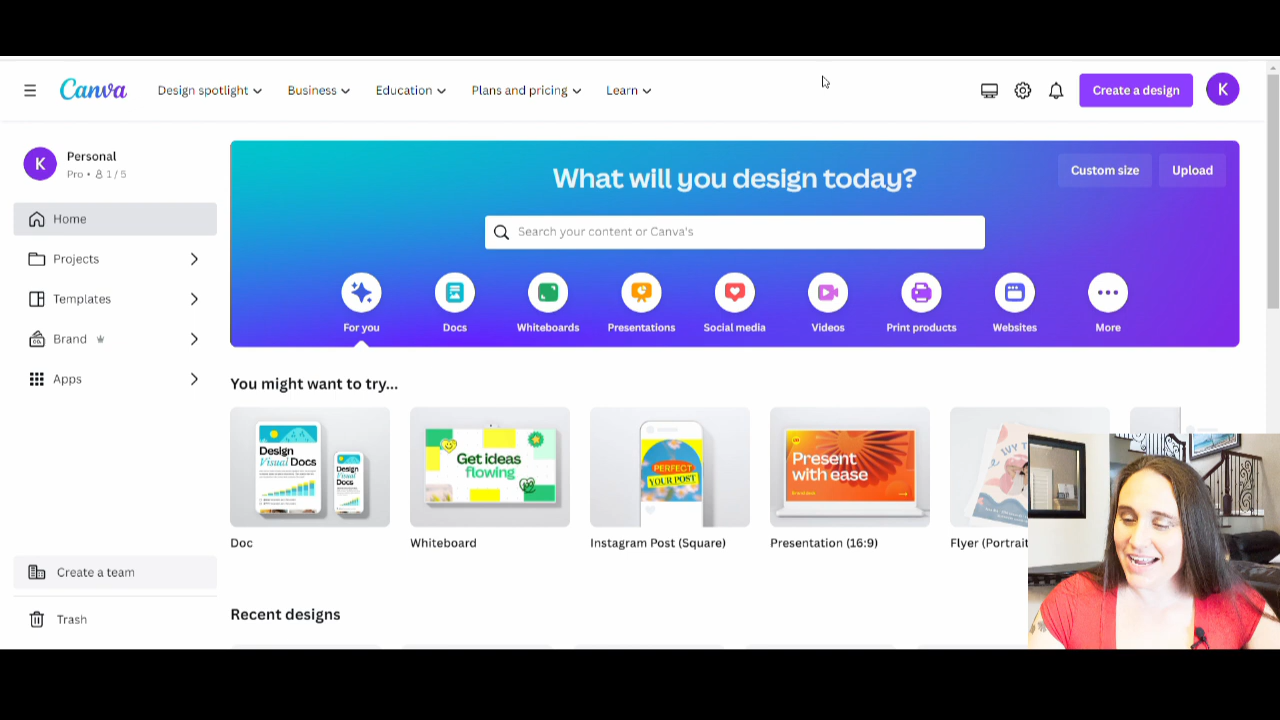 Canva
Design spotlight
Business
Education
Plans and pricing
Learn
Create a design
K
K
Personal
Pro • 1 / 5
Home
Projects
Templates
Brand
Apps
Create a team
Trash
What will you design today?
Custom size
Upload
Search your content or Canva's
For you
Docs
Whiteboards
Presentations
Social media
Videos
Print products
Websites
More
You might want to try...
Design
Visual Docs
Design
Visual
Docs
Get ideas
flowing
PERFECT
YOUR POST
Present
with ease
IVY T
Doc
Whiteboard
Instagram Post (Square)
Presentation (16:9)
Flyer (Portrait
Recent designs